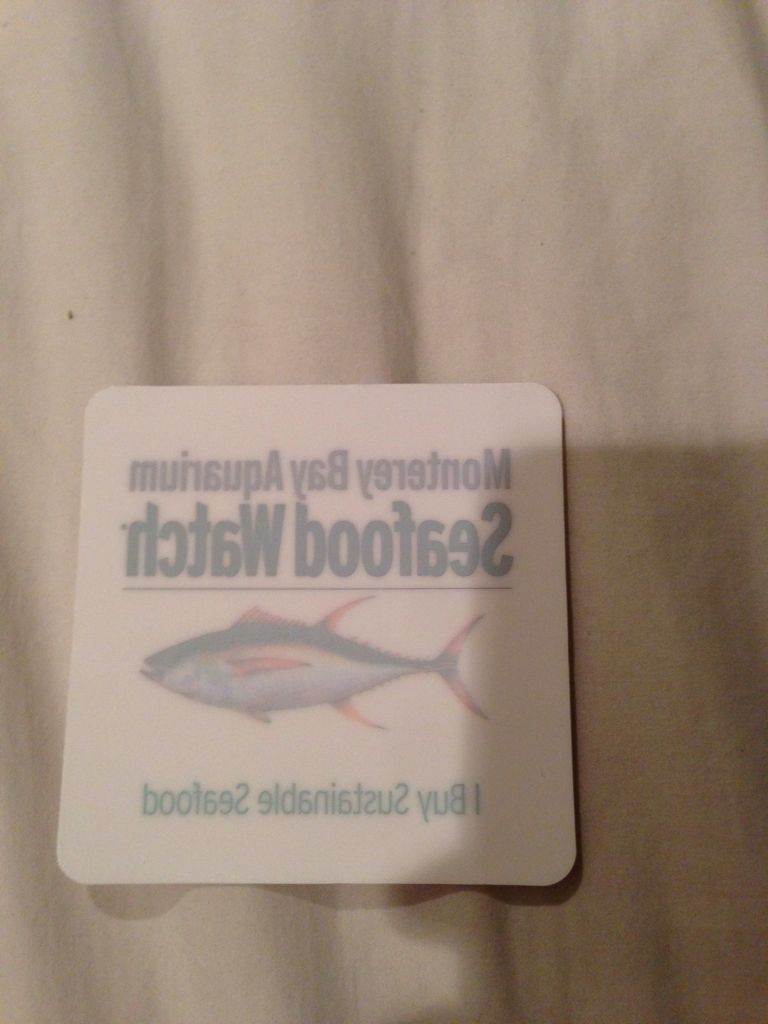 Monterey Bay Aquarium
Seafood Watch
I Buy Sustainable Seafood